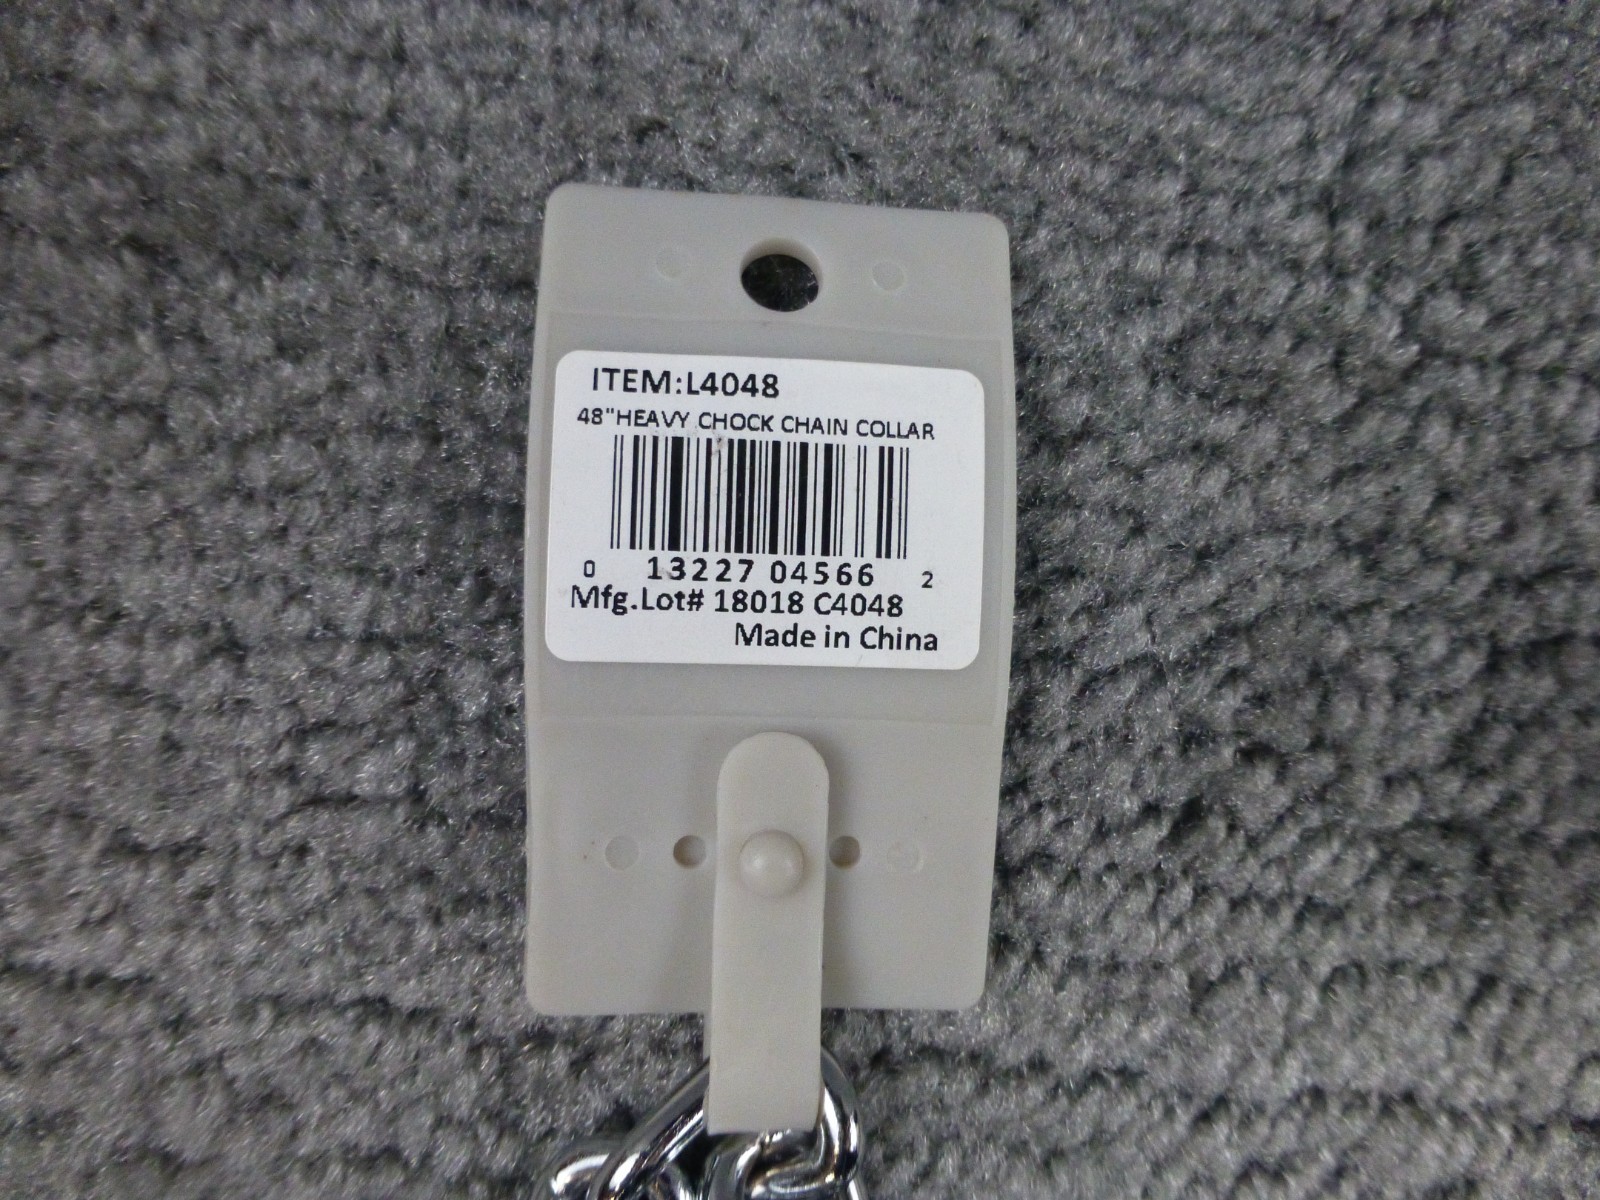 ITEM:L4048
48"HEAVY CHOCK CHAIN COLLAR
0 13227 04566 2
Mfg.Lot# 18018 C4048
Made in China